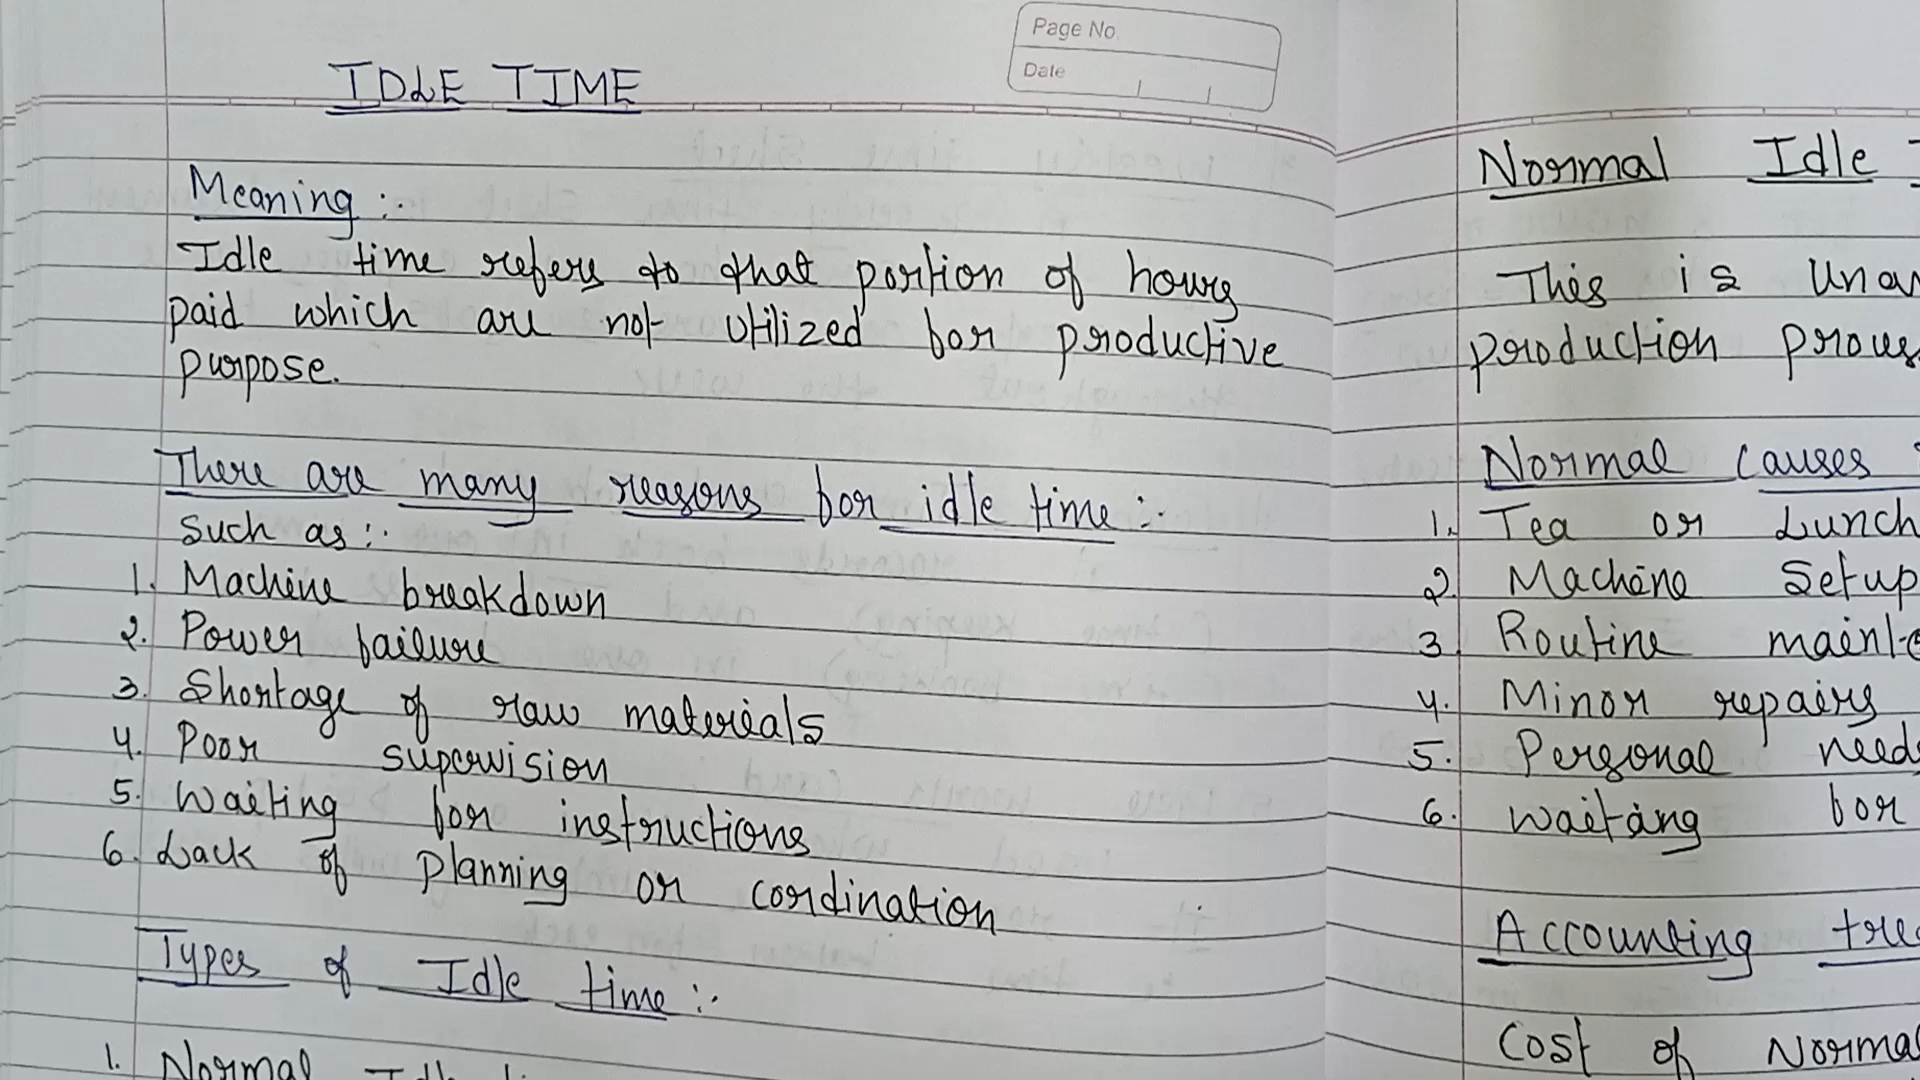 Page No.
Date
IDLE TIME
Meaning :-
Idle time refers to that portion of hours
paid which are not utilized for productive
purpose.
There are many reasons for idle time :-
Such as :-
1. Machine breakdown
2. Power failure
3. Shortage of raw materials
4. Poor supervision
5. Waiting for instructions
6. Lack of planning or cordination
Types of Idle time :-
1. Normal Idle
Normal Idle
This is
production
Normal Causes
1. Tea or Lunch
2. Machine Setup
3 Routine
4. Minor repairs
5. Personal
6. Waiting for
Accounting
Cost of